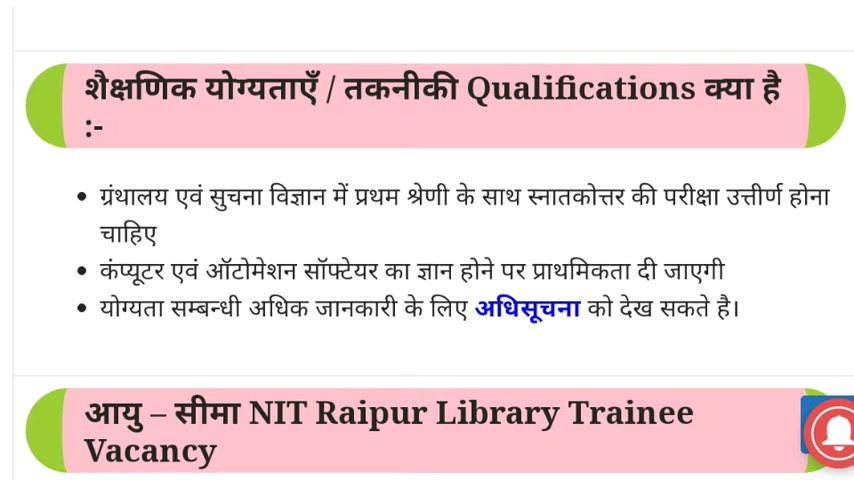 शैक्षणिक योग्यताएँ / तकनीकी Qualifications क्या है
:-
ग्रंथालय एवं सुचना विज्ञान में प्रथम श्रेणी के साथ स्नातकोत्तर की परीक्षा उत्तीर्ण होना
चाहिए
कंप्यूटर एवं ऑटोमेशन सॉफ्टेयर का ज्ञान होने पर प्राथमिकता दी जाएगी
योग्यता सम्बन्धी अधिक जानकारी के लिए अधिसूचना को देख सकते है।
आयु – सीमा NIT Raipur Library Trainee
Vacancy